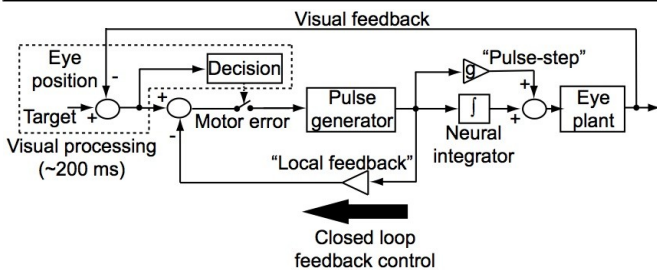 Visual feedback
Eye
position
-
Decision
g
"Pulse-step"
+
Target
+
+
-
Motor error
Pulse
generator
∫
+
Eye
plant
Visual processing
(~200 ms)
Neural
integrator
"Local feedback"
Closed loop
feedback control